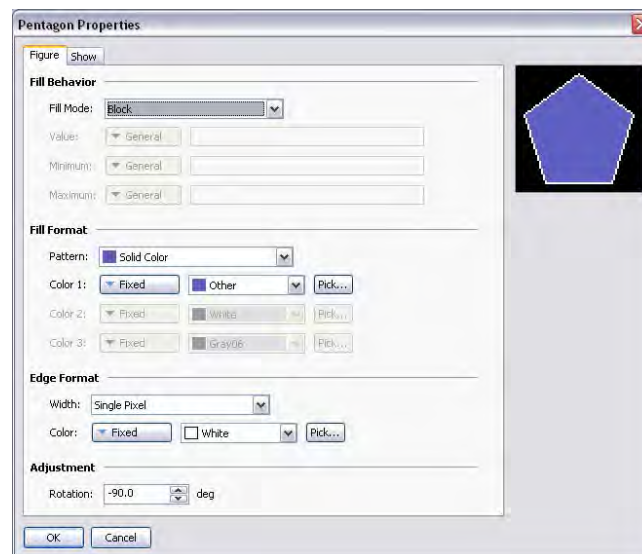 Pentagon Properties
Figure Show
Fill Behavior
Fill Mode: Block
Value: General
Minimum: General
Maximum: General
Fill Format
Pattern: Solid Color
Color 1: Fixed Other Pick...
Color 2: Fixed White Pick...
Color 3: Fixed Gray06 Pick...
Edge Format
Width: Single Pixel
Color: Fixed White Pick...
Adjustment
Rotation: -90.0 deg
OK Cancel